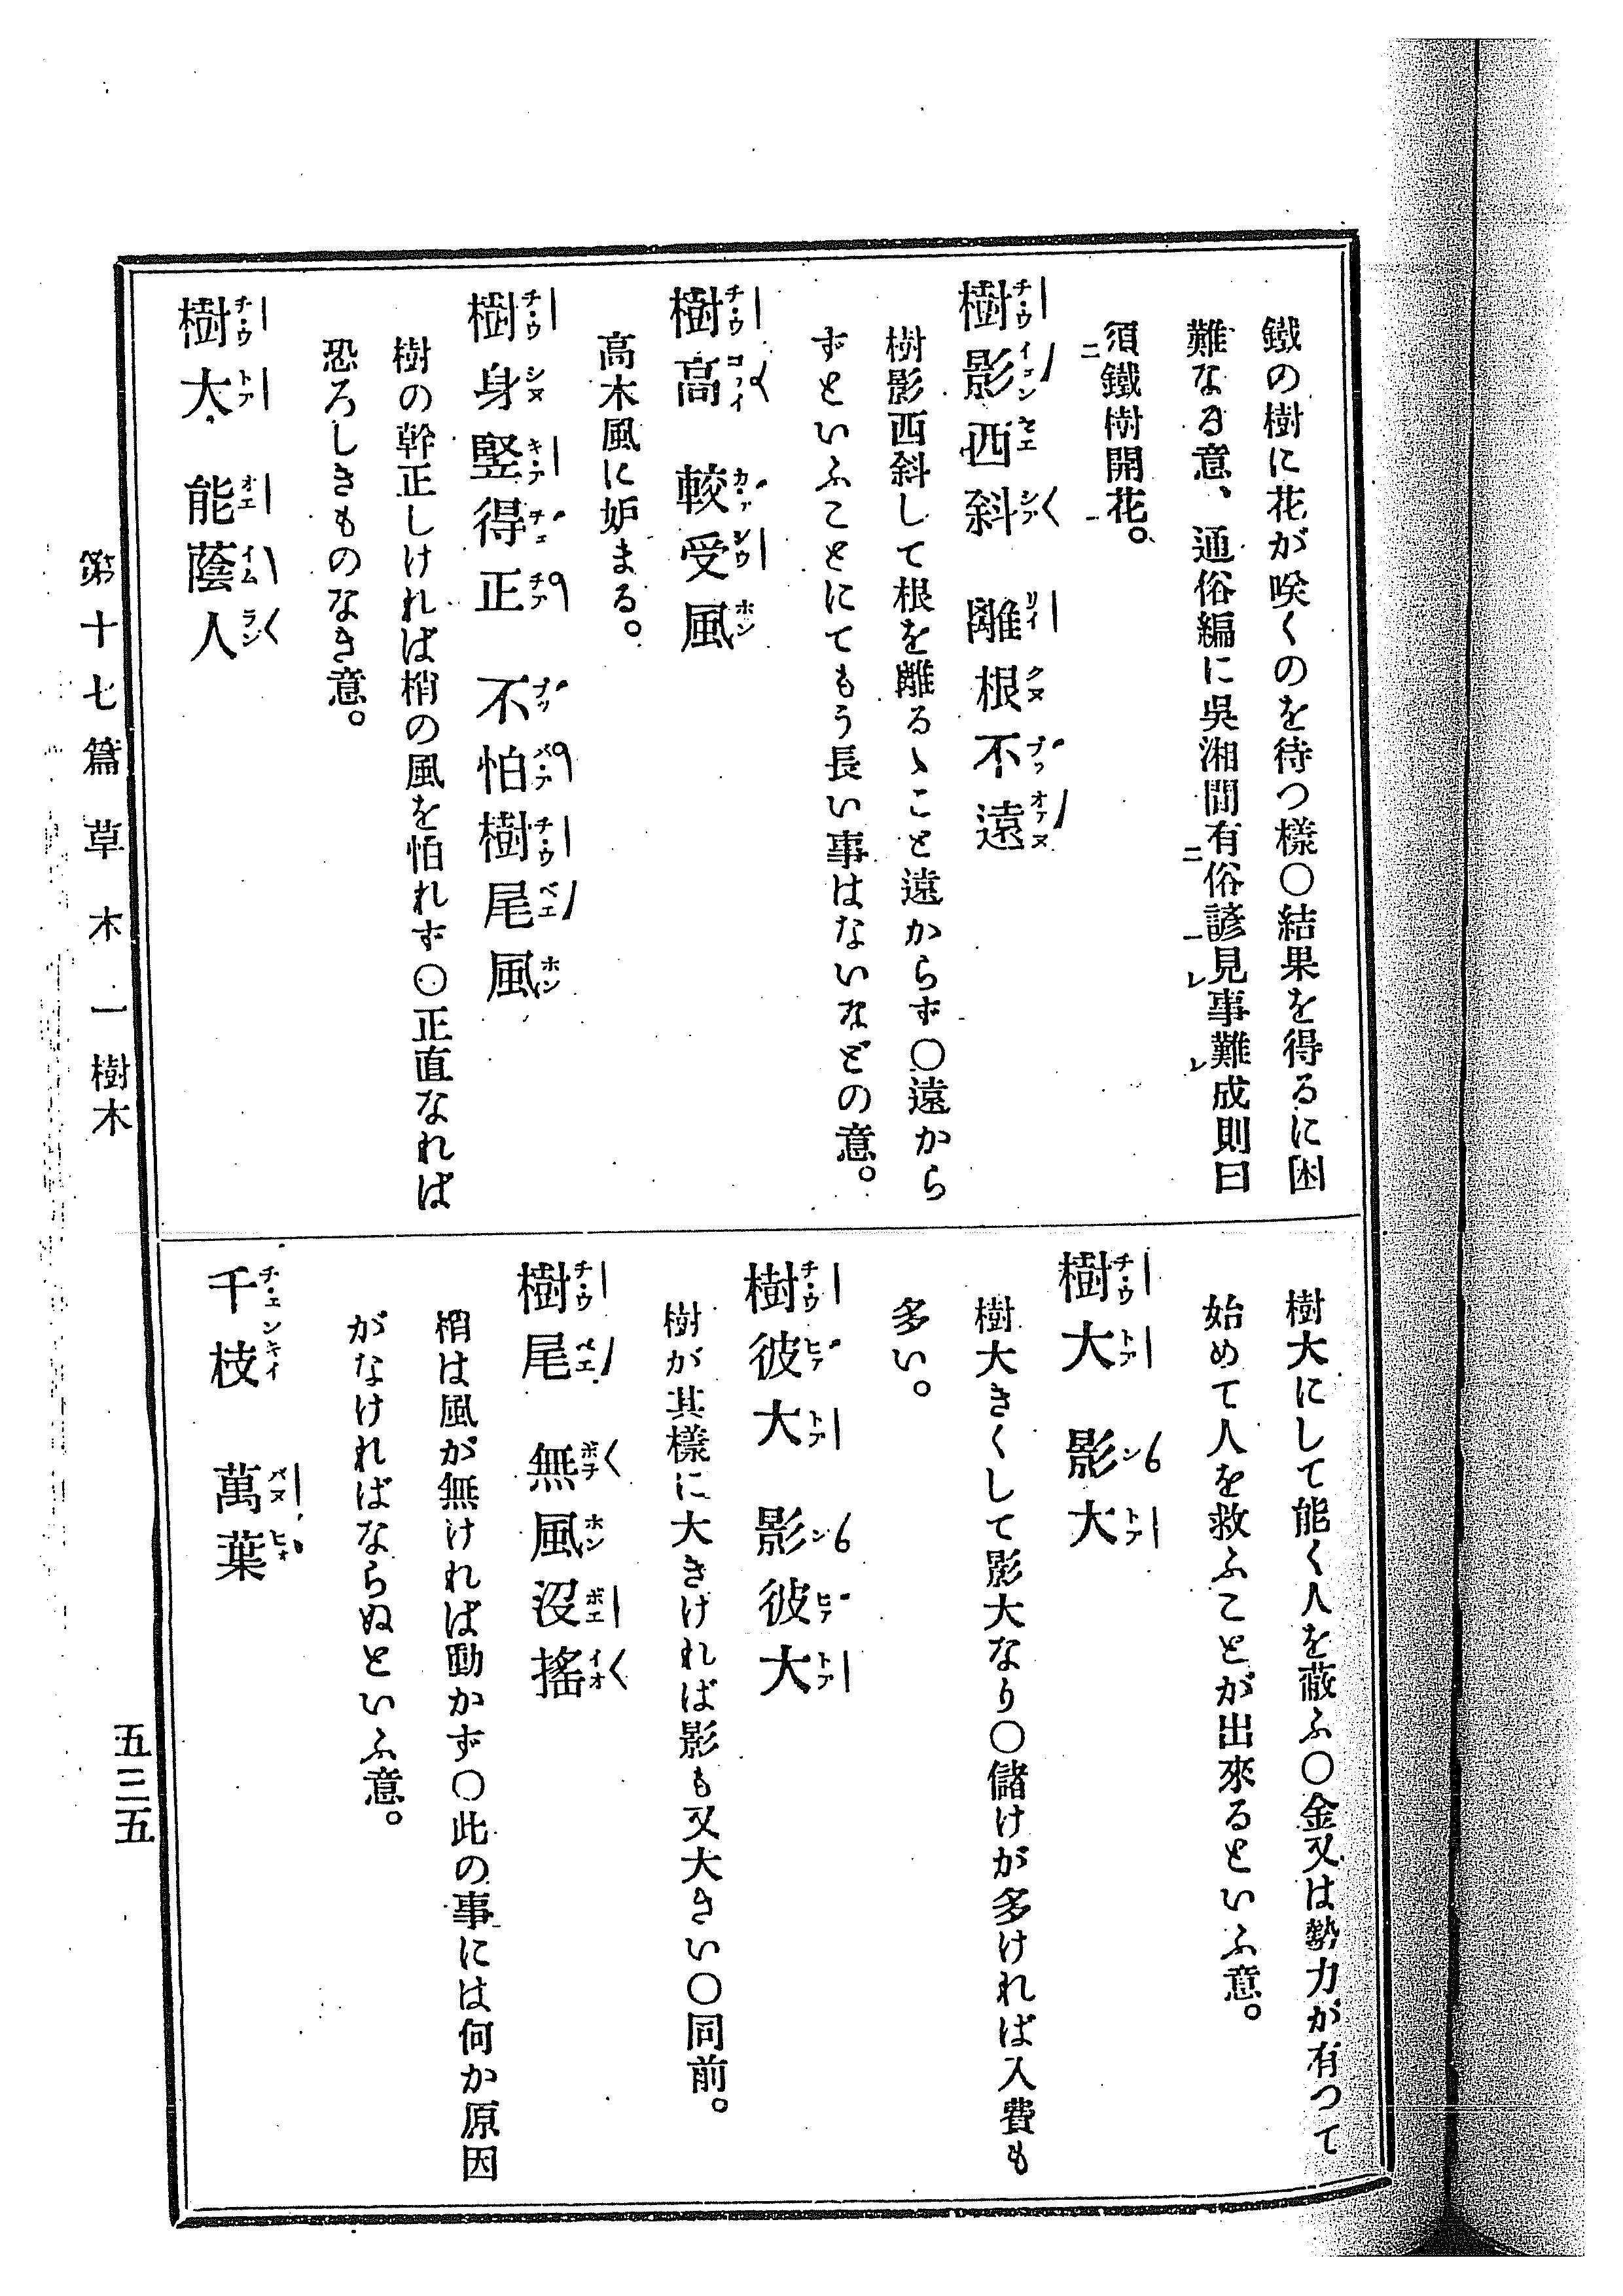 鐵の樹に花が咲くのを待つ樣〇結果を得るに困
難なる意、通俗編に吳湘間有俗諺見事難成則曰
須鐵樹開花。
樹影西斜　離根不遠
樹影西斜して根を離るゝこと遠からず〇遠から
ずといふことにてもう長い事はないなどの意。
樹高　較受風
高木風に妒まる。
樹身竪得正　不怕樹尾風
樹の幹正しければ梢の風を怕れず〇正直なれば
恐ろしきものなき意。
樹大　能蔭人
樹大にして能く人を蔽ふ〇金又は勢力が有つて
始めて人を救ふことが出來るといふ意。
樹大　影大
樹大きくして影大なり〇儲けが多ければ入費も
多い。
樹彼大　影彼大
樹が其樣に大きければ影も又大きい〇同前。
樹尾　無風沒搖
梢は風が無ければ動かず〇此の事には何か原因
がなければならぬといふ意。
千枝　萬葉
第十七篇　草木　一樹木
五三五